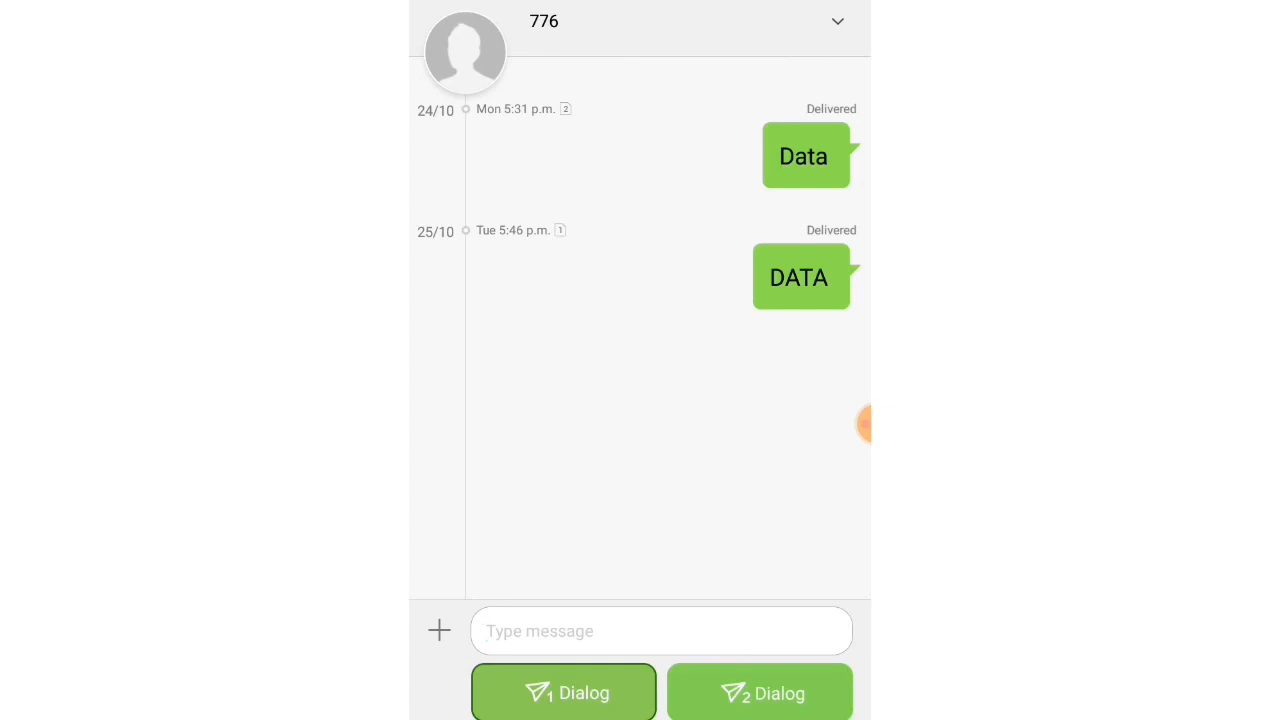 776
24/10 Mon 5:31 p.m. 2 Delivered
Data
25/10 Tue 5:46 p.m. 1 Delivered
DATA
Type message
1 Dialog 2 Dialog